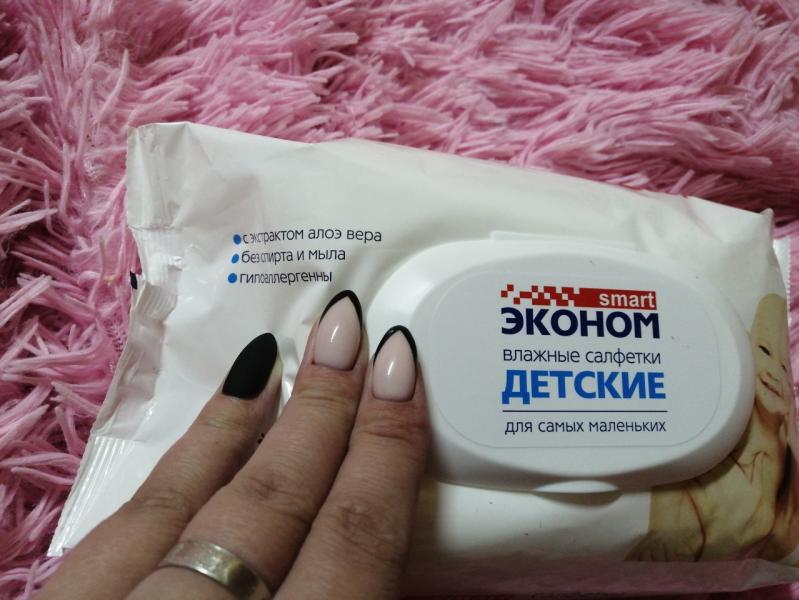 с экстрактом алоэ вера
без спирта и мыла
гипоаллергенны
smart
ЭКОНОМ
влажные салфетки
ДЕТСКИЕ
для самых маленьких